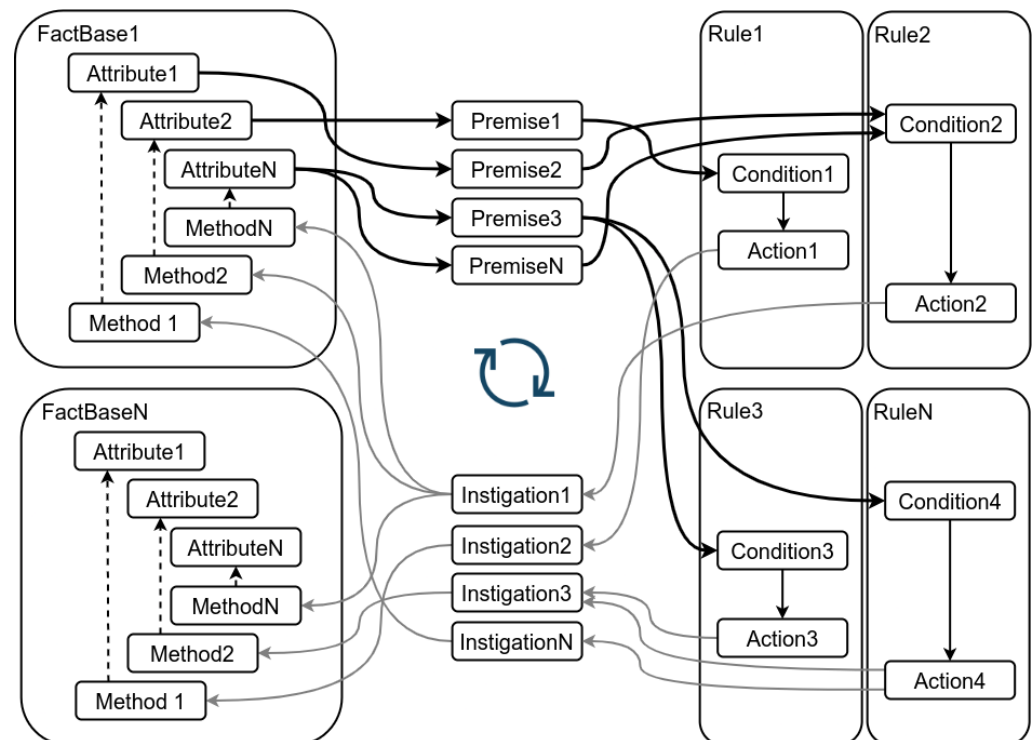 FactBase1
Attribute1
Attribute2
AttributeN
MethodN
Method2
Method 1
Premise1
Premise2
Premise3
PremiseN
Rule1
Condition1
Action1
Rule2
Condition2
Action2
FactBaseN
Attribute1
Attribute2
AttributeN
MethodN
Method2
Method 1
Instigation1
Instigation2
Instigation3
InstigationN
Rule3
Condition3
Action3
RuleN
Condition4
Action4